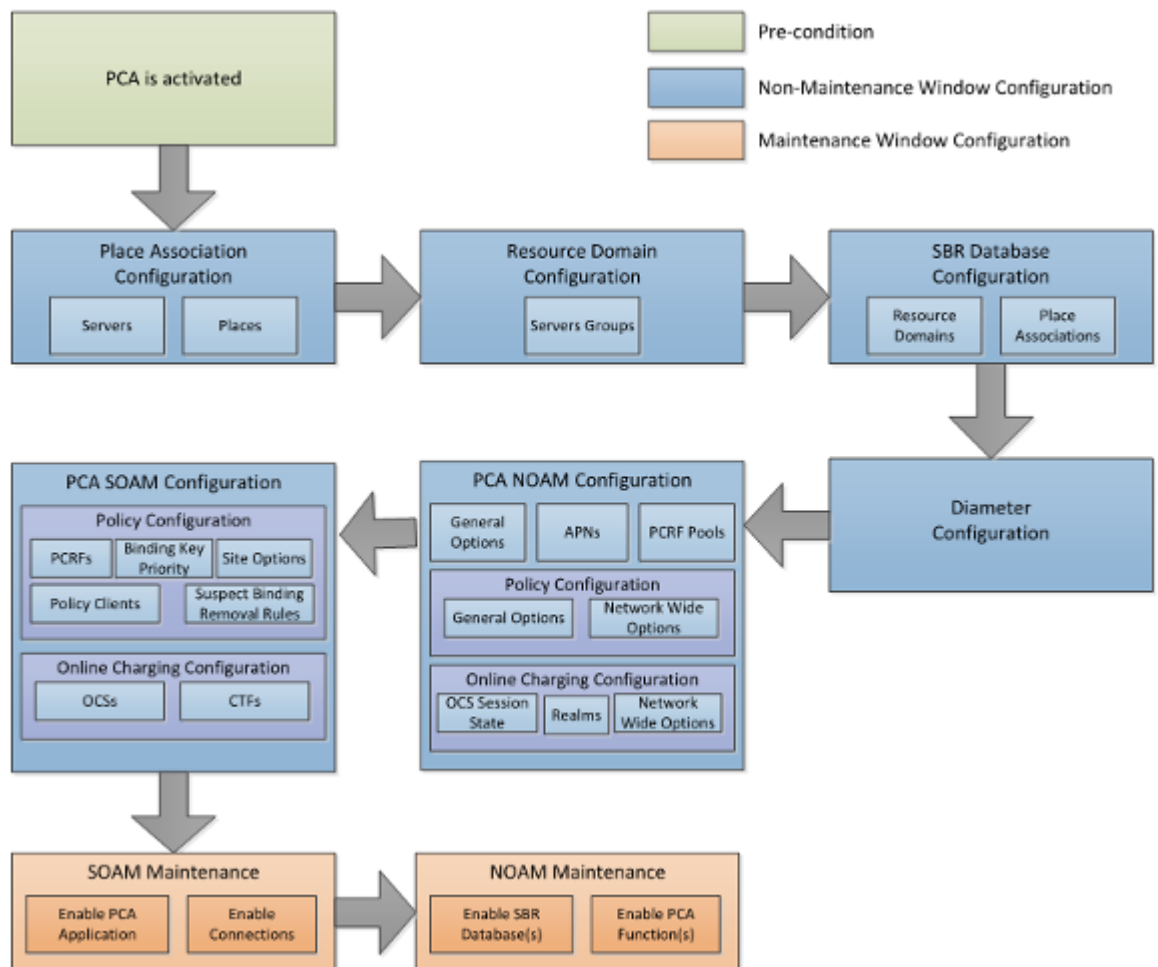 PCA is activated
Pre-condition
Non-Maintenance Window Configuration
Maintenance Window Configuration
Place Association
Configuration
Servers
Places
Resource Domain
Configuration
Servers Groups
SBR Database
Configuration
Resource
Domains
Place
Associations
PCA SOAM Configuration
Policy Configuration
PCRFs
Binding Key
Priority
Site Options
Policy Clients
Suspect Binding
Removal Rules
Online Charging Configuration
OCSs
CTFs
PCA NOAM Configuration
General
Options
APNs
PCRF Pools
Policy Configuration
General Options
Network Wide
Options
Online Charging Configuration
OCS Session
State
Realms
Network
Wide Options
Diameter
Configuration
SOAM Maintenance
Enable PCA
Application
Enable
Connections
NOAM Maintenance
Enable SBR
Database(s)
Enable PCA
Function(s)